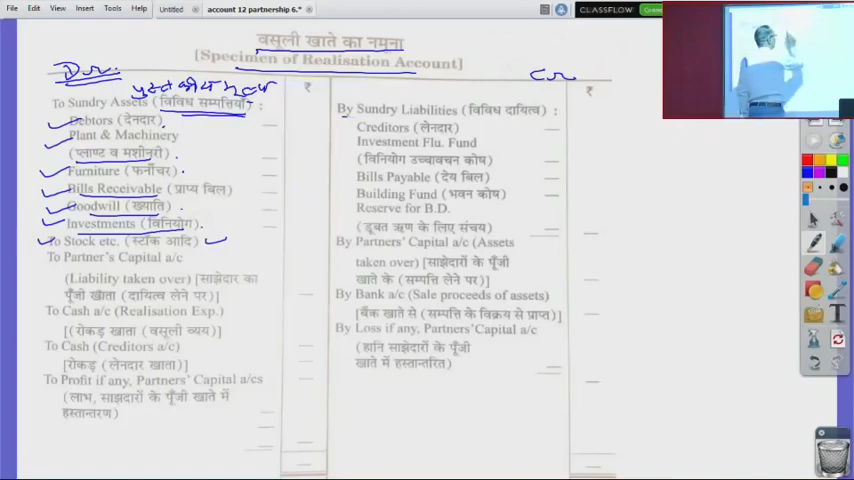 File View Insert Tools Help
Untitled
account 12 partnership 6.*
CLASSFLOW
वसूली खाते का नमूना
[Specimen of Realisation Account]
Dr.
Cr
₹
₹
To Sundry Assets (विविध सम्पत्तियाँ) :
Debtors (देनदार)
Plant & Machinery
(प्लाण्ट व मशीनरी)
Furniture (फर्नीचर)
Bills Receivable (प्राप्य बिल)
Goodwill (ख्याति)
Investments (विनियोग)
To Stock etc. (स्टॉक आदि)
To Partner's Capital a/c
(Liability taken over) [साझेदार का
पूँजी खाता (दायित्व लेने पर)]
To Cash a/c (Realisation Exp.)
[(रोकड़ खाता (वसूली व्यय)]
To Cash (Creditors a/c)
[रोकड़ (लेनदार खाता)]
To Profit if any, Partners' Capital a/cs
(लाभ, साझदारों के पूँजी खाते में
हस्तान्तरण)
By Sundry Liabilities (विविध दायित्व) :
Creditors (लेनदार)
Investment Flu. Fund
(विनियोग उच्चावचन कोष)
Bills Payable (देय बिल)
Building Fund (भवन कोष)
Reserve for B.D.
(डूबत ऋण के लिए संचय)
By Partners' Capital a/c (Assets
taken over) [साझेदारों के पूँजी
खाते के (सम्पत्ति लेने पर)]
By Bank a/c (Sale proceeds of assets)
[बैंक खाते से (सम्पत्ति के विक्रय से प्राप्त)]
By Loss if any, Partners'Capital a/c
(हानि साझेदारों के पूँजी
खाते में हस्तान्तरित)